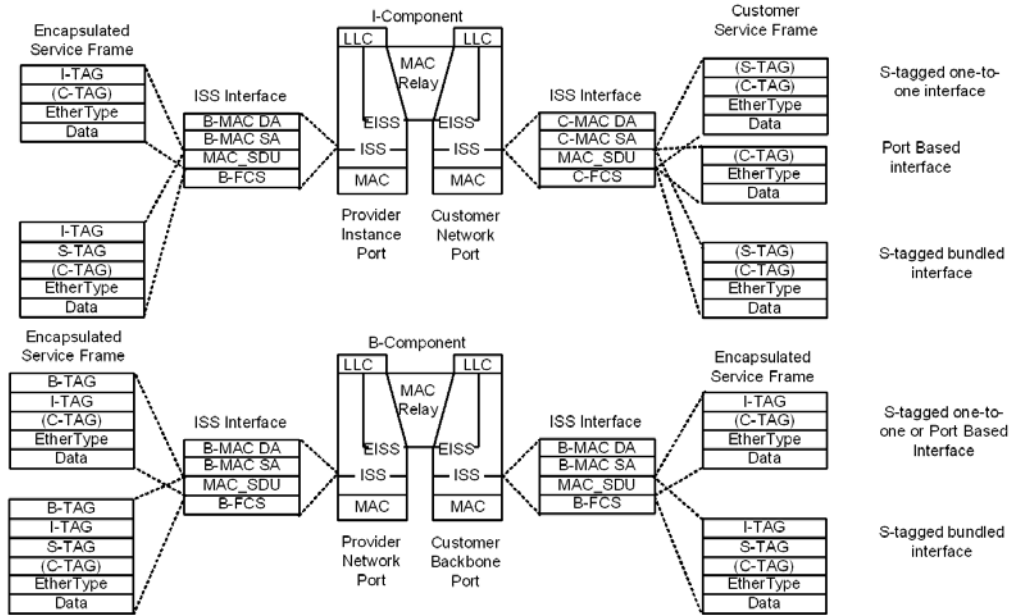 I-Component
Customer
Service Frame
Encapsulated
Service Frame
LLC
LLC
MAC
Relay
I-TAG
(C-TAG)
EtherType
Data
ISS Interface
B-MAC DA
B-MAC SA
MAC_SDU
B-FCS
EISS
EISS
ISS
ISS
MAC
MAC
ISS Interface
C-MAC DA
C-MAC SA
MAC_SDU
C-FCS
(S-TAG)
(C-TAG)
EtherType
Data
S-tagged one-to-
one interface
(C-TAG)
EtherType
Data
Port Based
interface
I-TAG
S-TAG
(C-TAG)
EtherType
Data
Provider
Instance
Port
Customer
Network
Port
(S-TAG)
(C-TAG)
EtherType
Data
S-tagged bundled
interface
Encapsulated
Service Frame
B-Component
Encapsulated
Service Frame
LLC
LLC
MAC
Relay
B-TAG
I-TAG
(C-TAG)
EtherType
Data
ISS Interface
B-MAC DA
B-MAC SA
MAC_SDU
B-FCS
EISS
EISS
ISS
ISS
MAC
MAC
ISS Interface
B-MAC DA
B-MAC SA
MAC_SDU
B-FCS
I-TAG
(C-TAG)
EtherType
Data
S-tagged one-to-
one or Port Based
Interface
B-TAG
I-TAG
S-TAG
(C-TAG)
EtherType
Data
Provider
Network
Port
Customer
Backbone
Port
I-TAG
S-TAG
(C-TAG)
EtherType
Data
S-tagged bundled
interface